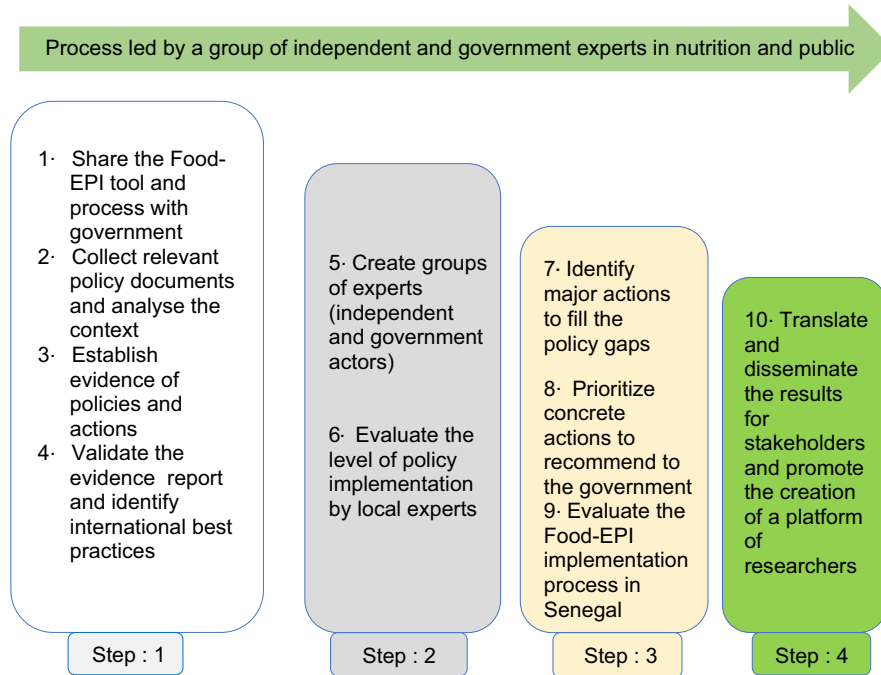 Process led by a group of independent and government experts in nutrition and public
1· Share the Food-
EPI tool and
process with
government
2· Collect relevant
policy documents
and analyse the
context
3· Establish
evidence of
policies and
actions
4· Validate the
evidence report
and identify
international best
practices
Step : 1
5· Create groups
of experts
(independent
and government
actors)
6· Evaluate the
level of policy
implementation
by local experts
Step : 2
7· Identify
major actions
to fill the
policy gaps
8· Prioritize
concrete
actions to
recommend to
the government
9· Evaluate the
Food-EPI
implementation
process in
Senegal
Step : 3
10· Translate
and
disseminate
the results
for
stakeholders
and promote
the creation
of a platform
of
researchers
Step : 4